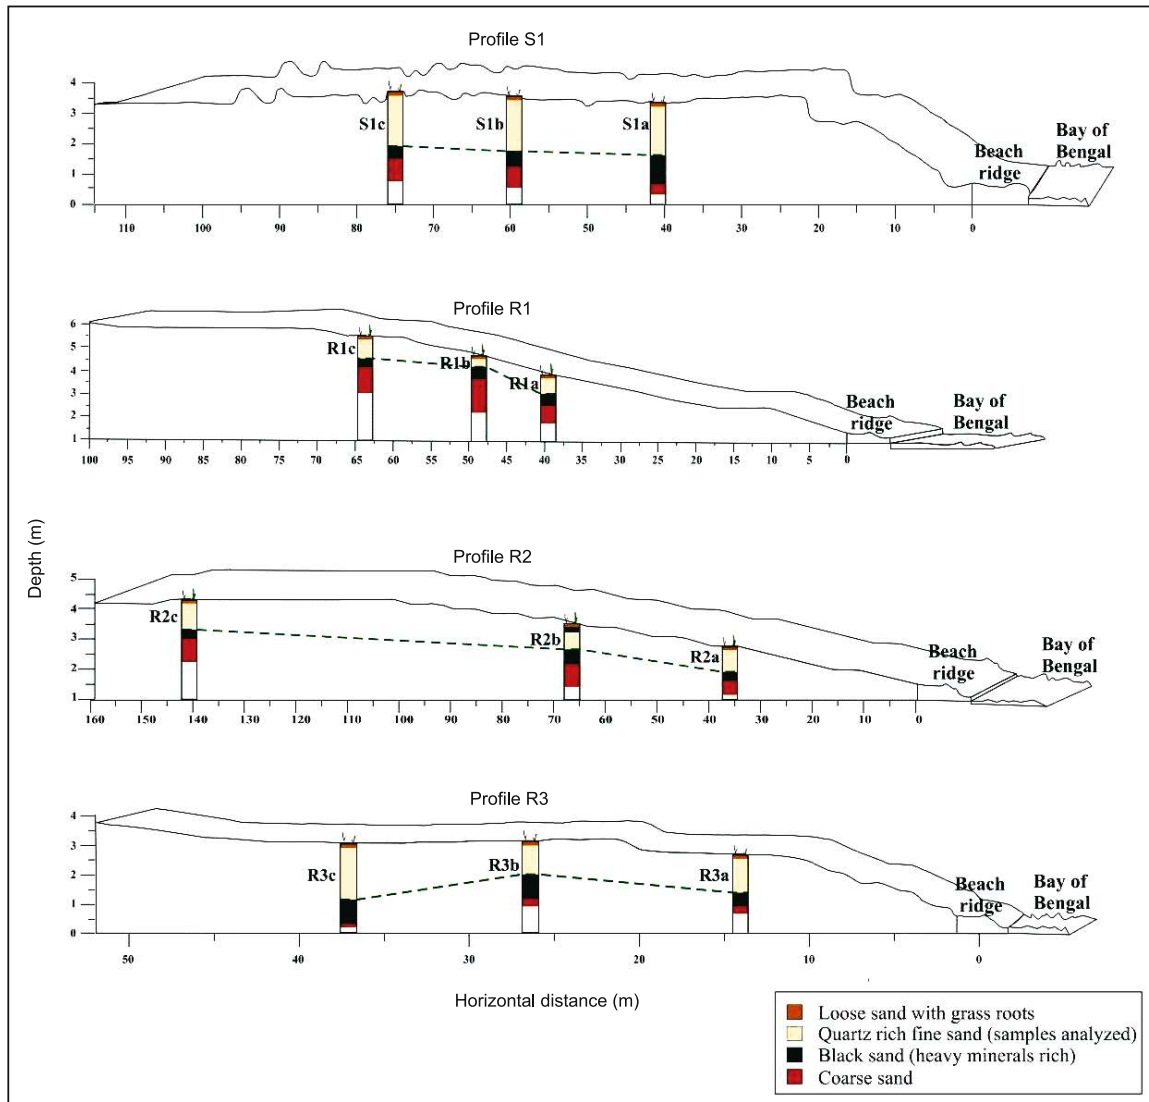 Profile S1
4
3
2
1
0
S1c
S1b
S1a
Beach
ridge
Bay of
Bengal
110 100 90 80 70 60 50 40 30 20 10 0
Profile R1
6
5
4
3
2
1
R1c
R1b
R1a
Beach
ridge
Bay of
Bengal
100 95 90 85 80 75 70 65 60 55 50 45 40 35 30 25 20 15 10 5 0
Depth (m)
Profile R2
5
4
3
2
1
R2c
R2b
R2a
Beach
ridge
Bay of
Bengal
160 150 140 130 120 110 100 90 80 70 60 50 40 30 20 10 0
Profile R3
4
3
2
1
0
R3c
R3b
R3a
Beach
ridge
Bay of
Bengal
50 40 30 20 10 0
Horizontal distance (m)
Loose sand with grass roots
Quartz rich fine sand (samples analyzed)
Black sand (heavy minerals rich)
Coarse sand